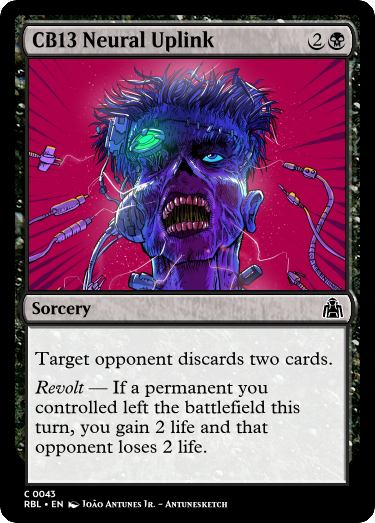 CB13 Neural Uplink 2
Sorcery
Target opponent discards two cards.
Revolt — If a permanent you
controlled left the battlefield this
turn, you gain 2 life and that
opponent loses 2 life.
C 0043
RBL • EN João Antunes Jr. – Antunesketch